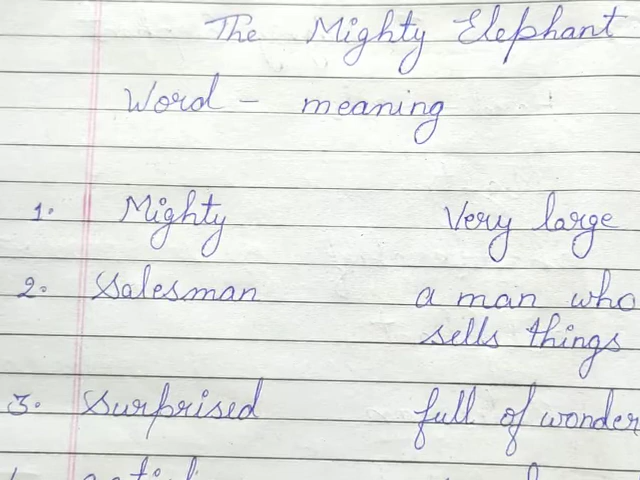 The Mighty Elephant
Word - meaning
1. Mighty Very large
2. Salesman a man who
sells things
3. Surprised full of wonder